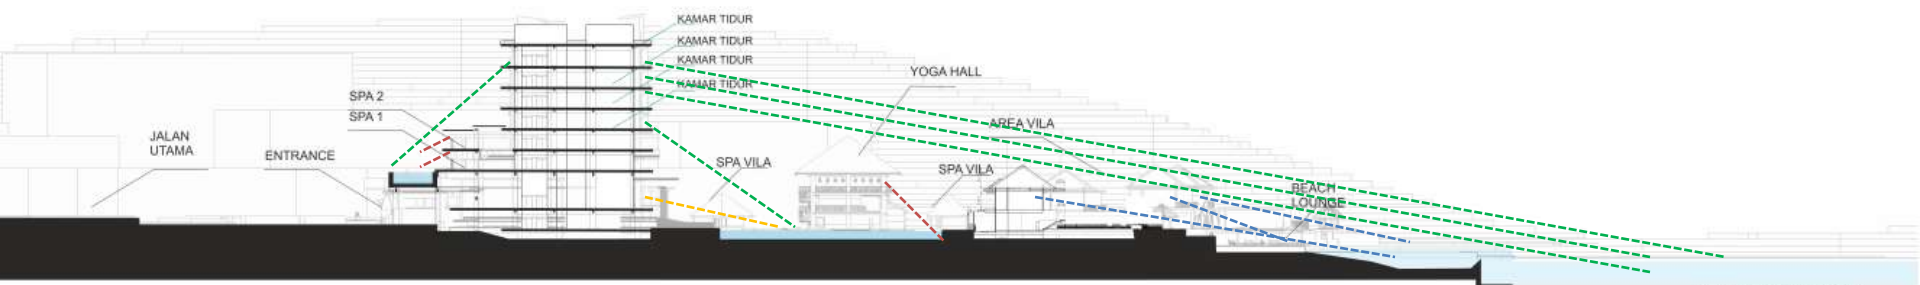 KAMAR TIDUR
KAMAR TIDUR
KAMAR TIDUR
KAMAR TIDUR
YOGA HALL
SPA 2
SPA 1
AREA VILA
JALAN
UTAMA
ENTRANCE
SPA VILA
SPA VILA
BEACH
LOUNGE